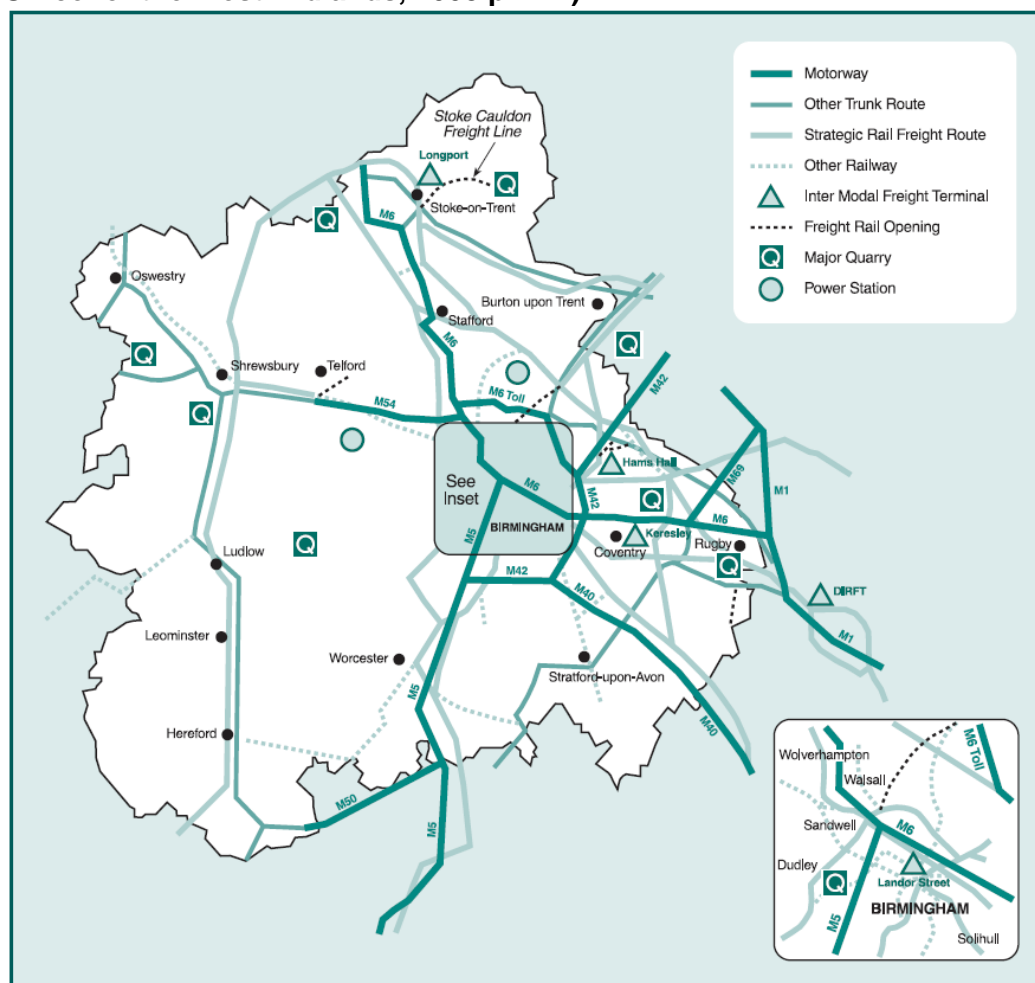 Motorway
Other Trunk Route
Strategic Rail Freight Route
Other Railway
Inter Modal Freight Terminal
Freight Rail Opening
Q
Major Quarry
Power Station
Stoke Cauldon
Freight Line
Longport
Q
Stoke-on-Trent
Q
M6
Oswestry
Burton upon Trent
Stafford
Q
Q
M6
Shrewsbury
Telford
M42
M6 Toll
M54
Q
Hams Hall
M69
See
Inset
M6
M42
Q
M1
M6
BIRMINGHAM
M5
Keresley
Coventry
Rugby
Q
Q
Ludlow
M42
M40
DIRFT
Leominster
M1
Worcester
Stratford-upon-Avon
M5
M40
Hereford
M50
M5
Wolverhampton
M6 Toll
Walsall
Sandwell
M6
Dudley
Q
Landor Street
BIRMINGHAM
M5
Solihull